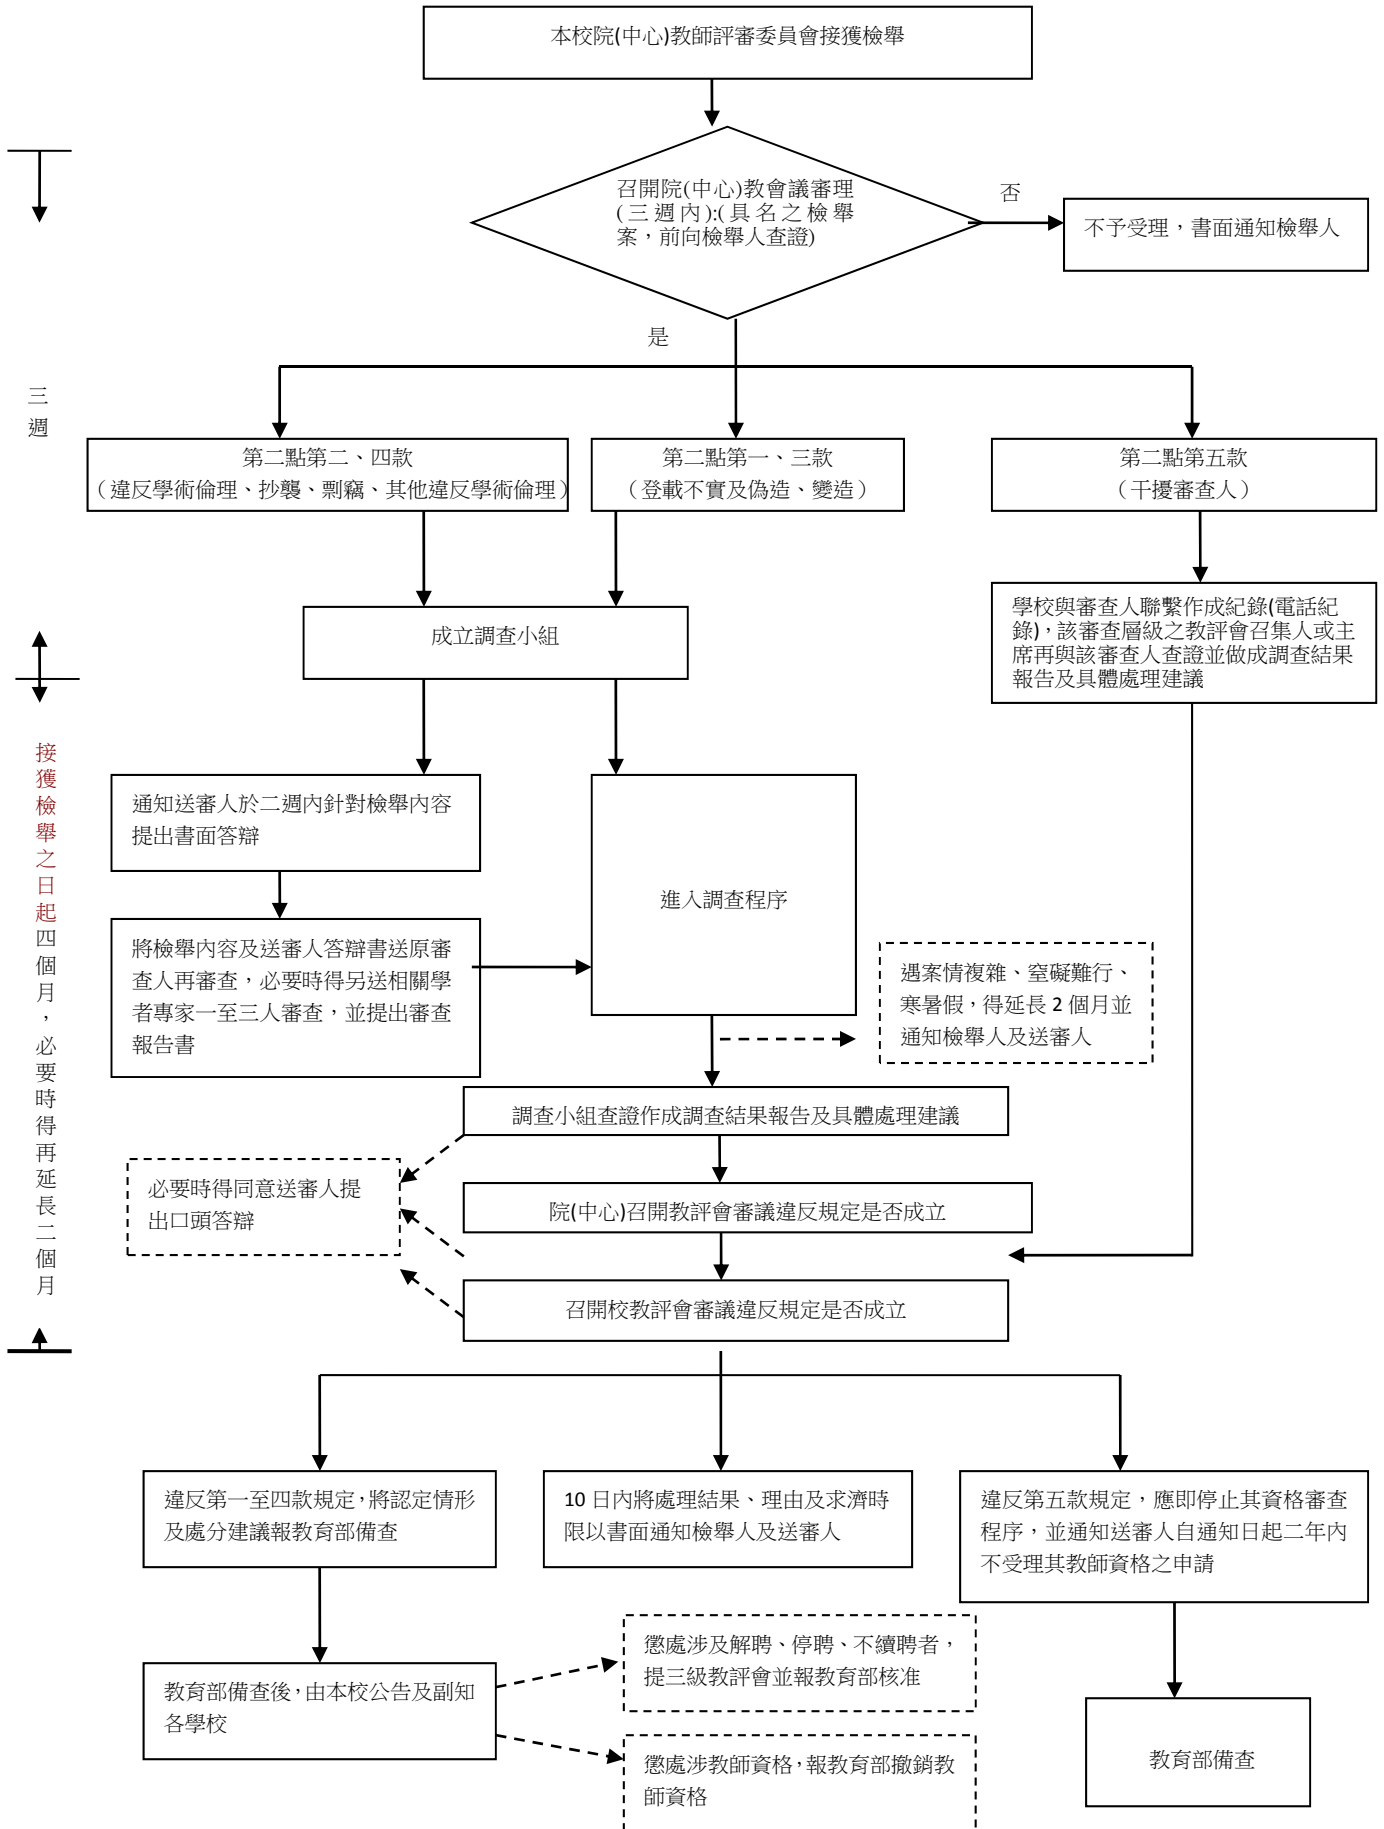 本校院(中心)教師評審委員會接獲檢舉
召開院(中心)教會議審理
(三週內):(具名之檢舉
案，前向檢舉人查證)
否
不予受理，書面通知檢舉人
是
三
週
第二點第二、四款
（違反學術倫理、抄襲、剽竊、其他違反學術倫理）
第二點第一、三款
（登載不實及偽造、變造）
第二點第五款
（干擾審查人）
成立調查小組
學校與審查人聯繫作成紀錄(電話紀
錄)，該審查層級之教評會召集人或主
席再與該審查人查證並做成調查結果
報告及具體處理建議
接獲檢舉之日起四個月，必要時得再延長二個月
通知送審人於二週內針對檢舉內容
提出書面答辯
進入調查程序
將檢舉內容及送審人答辯書送原審
查人再審查，必要時得另送相關學
者專家一至三人審查，並提出審查
報告書
遇案情複雜、窒礙難行、
寒暑假，得延長 2 個月並
通知檢舉人及送審人
調查小組查證作成調查結果報告及具體處理建議
必要時得同意送審人提
出口頭答辯
院(中心)召開教評會審議違反規定是否成立
召開校教評會審議違反規定是否成立
違反第一至四款規定，將認定情形
及處分建議報教育部備查
10 日內將處理結果、理由及求濟時
限以書面通知檢舉人及送審人
違反第五款規定，應即停止其資格審查
程序，並通知送審人自通知日起二年內
不受理其教師資格之申請
教育部備查後，由本校公告及副知
各學校
懲處涉及解聘、停聘、不續聘者，
提三級教評會並報教育部核准
懲處涉教師資格，報教育部撤銷教
師資格
教育部備查